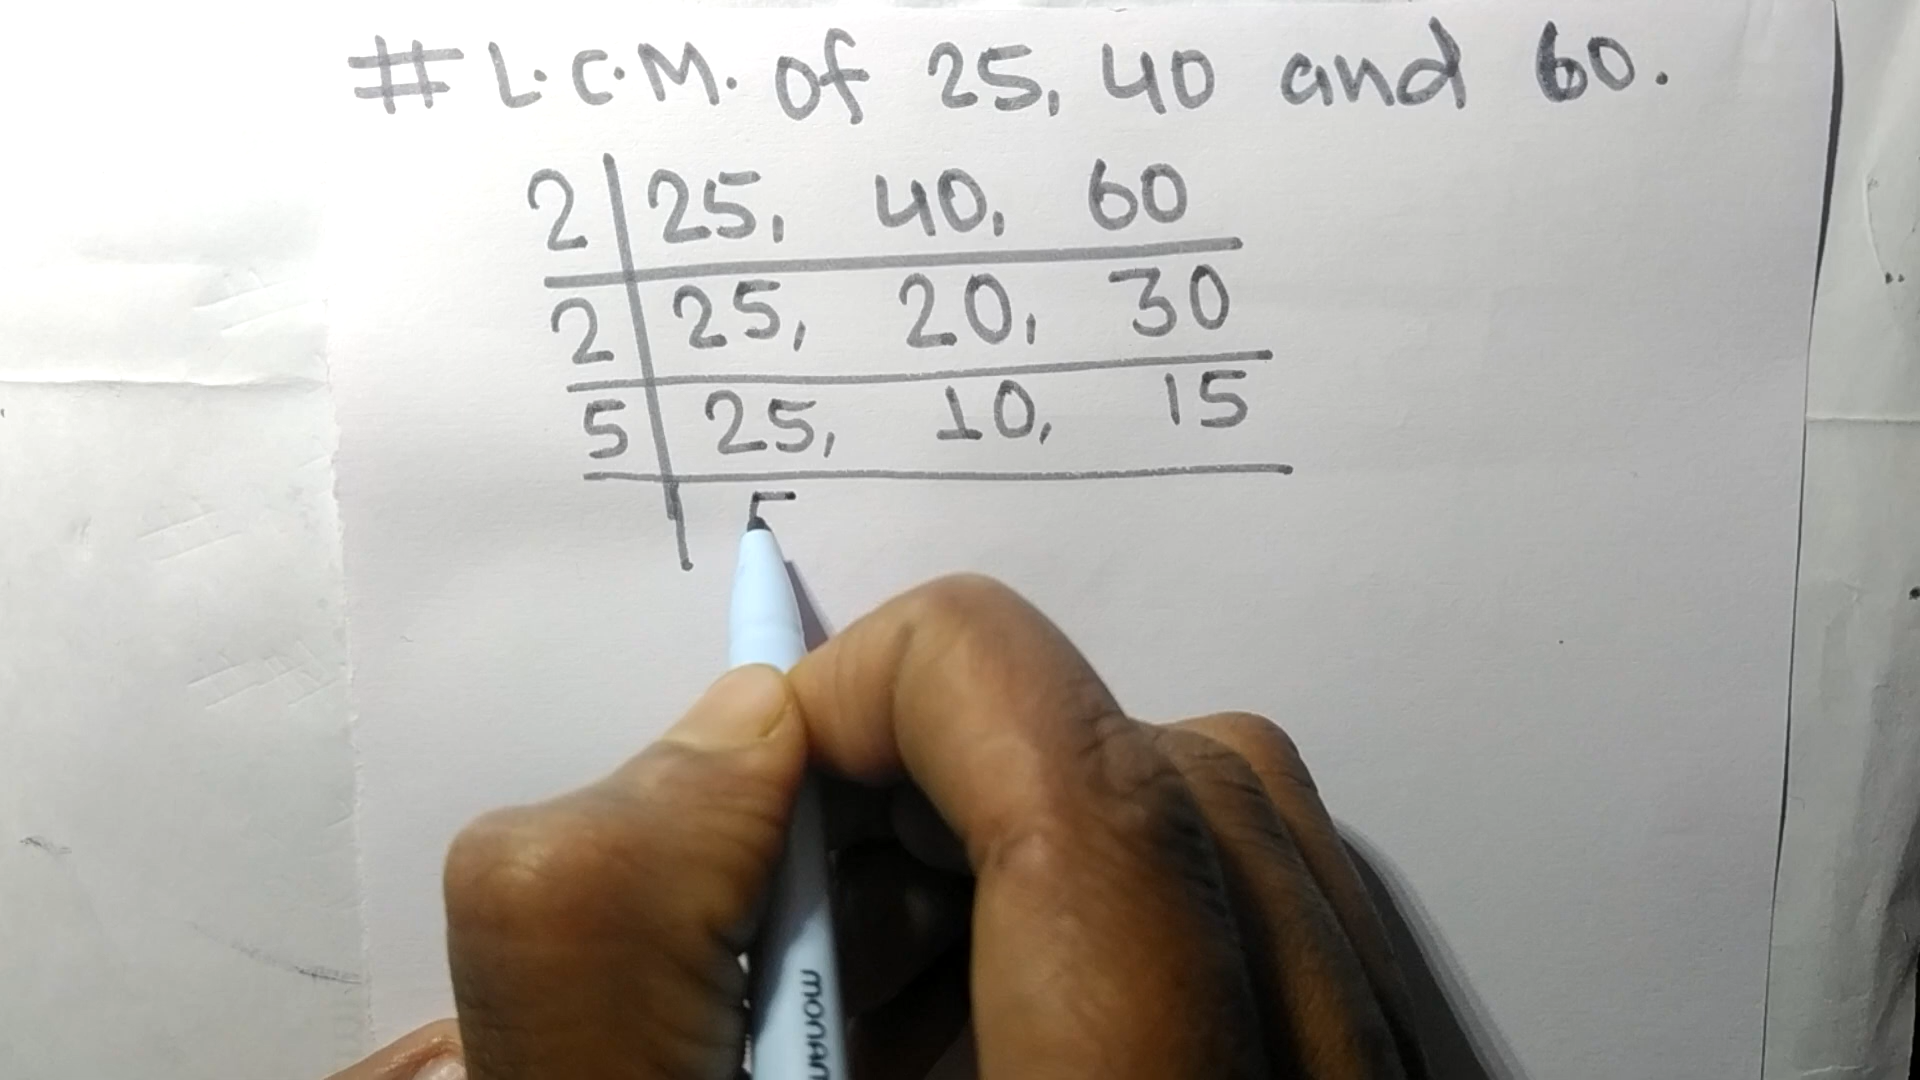 # L.C.M. of 25, 40 and 60.
2 25, 40, 60
2 25, 20, 30
5 25, 10, 15